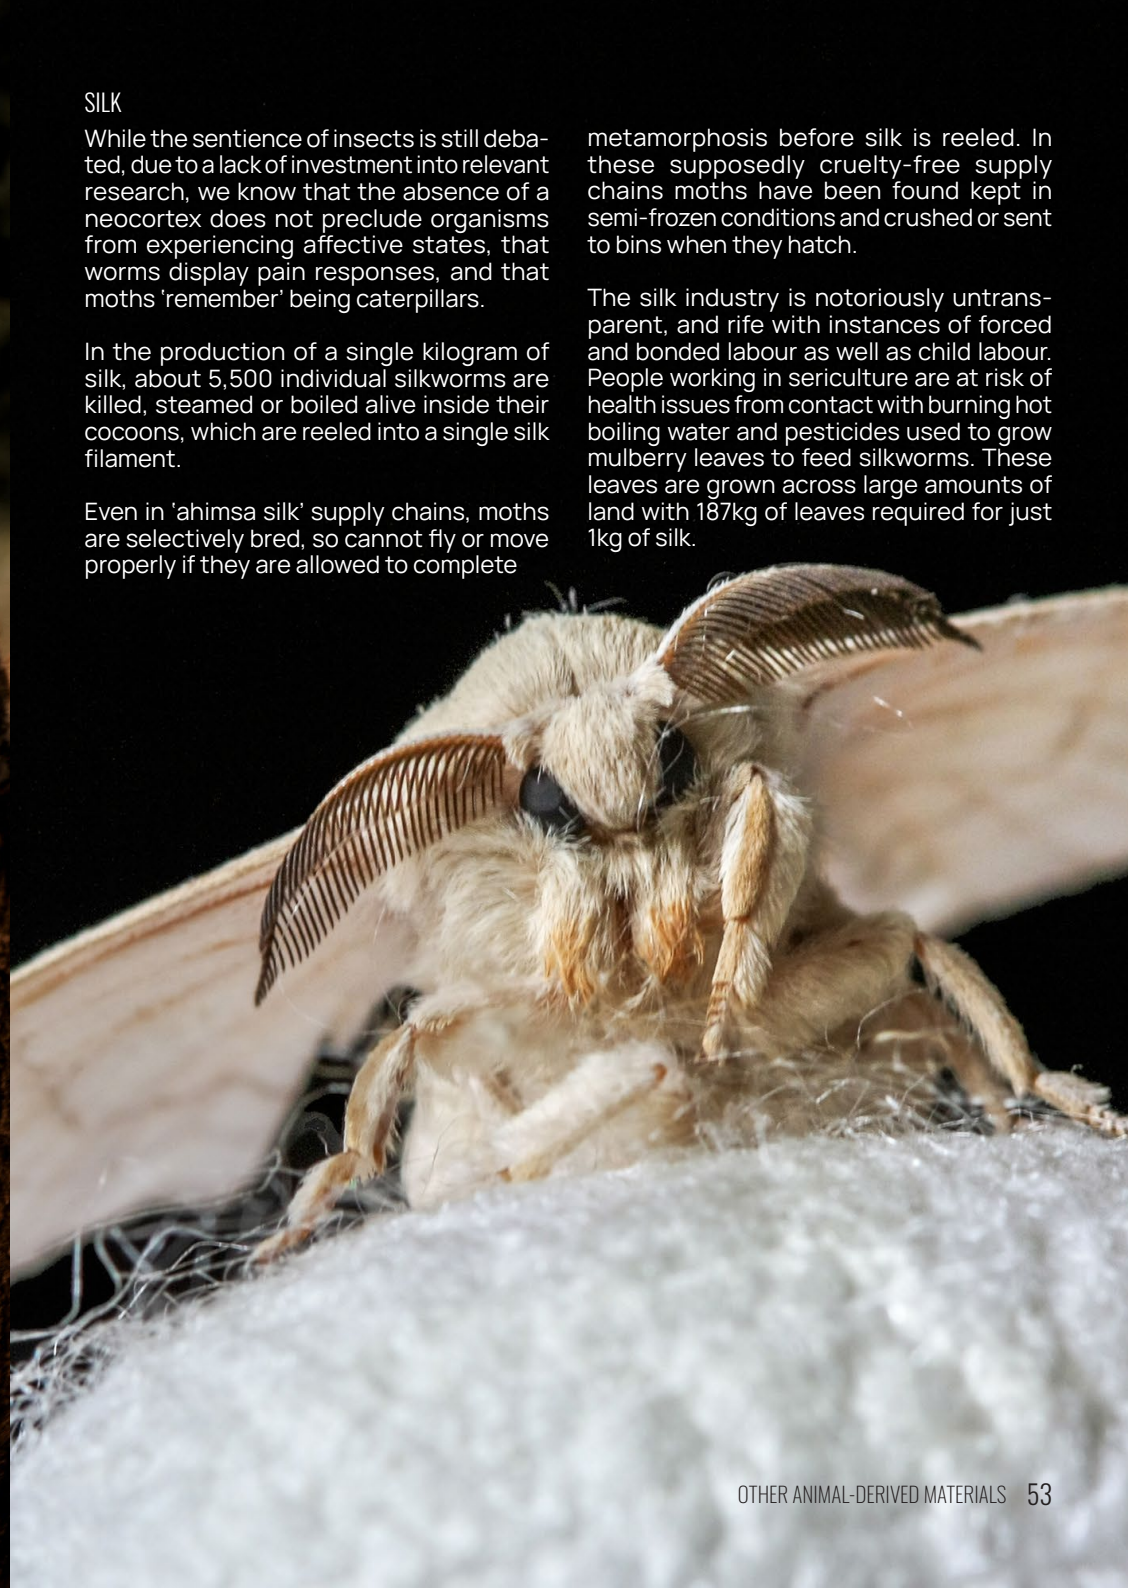 SILK
While the sentience of insects is still deba-
ted, due to a lack of investment into relevant
research, we know that the absence of a
neocortex does not preclude organisms
from experiencing affective states, that
worms display pain responses, and that
moths ‘remember’ being caterpillars.
In the production of a single kilogram of
silk, about 5,500 individual silkworms are
killed, steamed or boiled alive inside their
cocoons, which are reeled into a single silk
filament.
Even in ‘ahimsa silk’ supply chains, moths
are selectively bred, so cannot fly or move
properly if they are allowed to complete
metamorphosis before silk is reeled. In
these supposedly cruelty-free supply
chains moths have been found kept in
semi-frozen conditions and crushed or sent
to bins when they hatch.
The silk industry is notoriously untrans-
parent, and rife with instances of forced
and bonded labour as well as child labour.
People working in sericulture are at risk of
health issues from contact with burning hot
boiling water and pesticides used to grow
mulberry leaves to feed silkworms. These
leaves are grown across large amounts of
land with 187kg of leaves required for just
1kg of silk.
OTHER ANIMAL-DERIVED MATERIALS 53